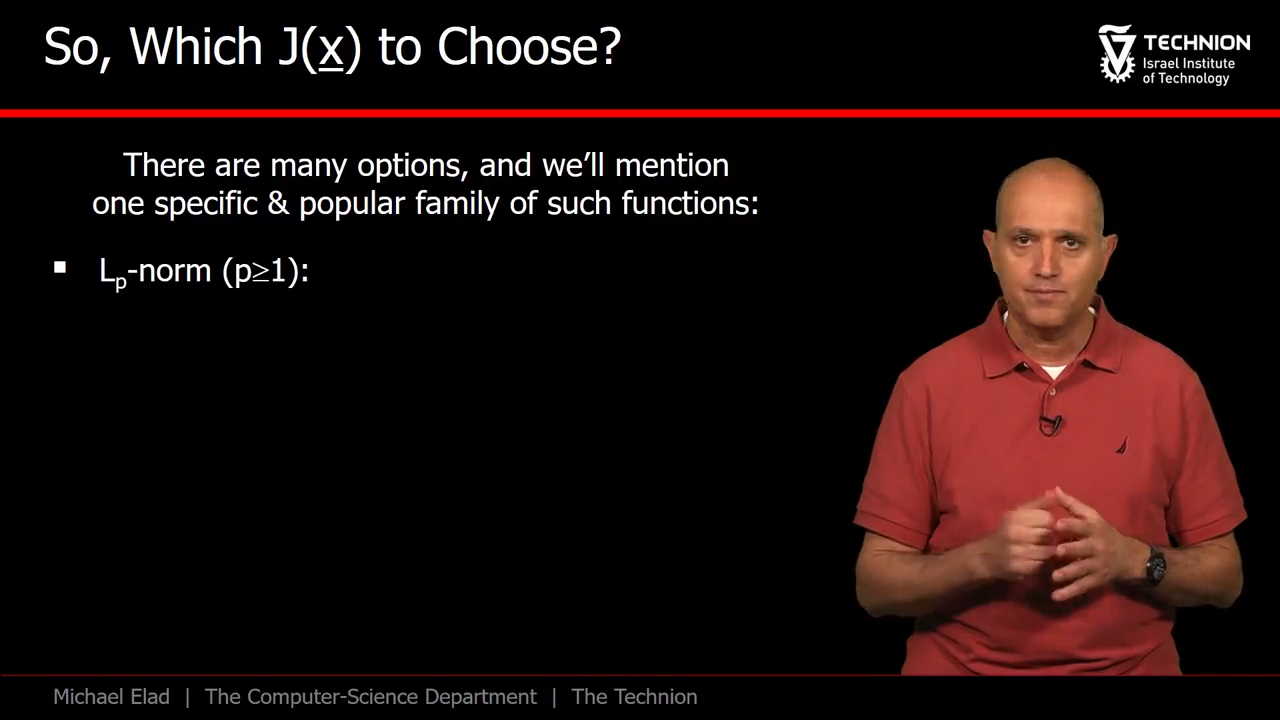 So, Which J(x) to Choose?
TECHNION
Israel Institute
of Technology
There are many options, and we’ll mention
one specific & popular family of such functions:
▪ Lp-norm (p≥1):
Michael Elad | The Computer-Science Department | The Technion